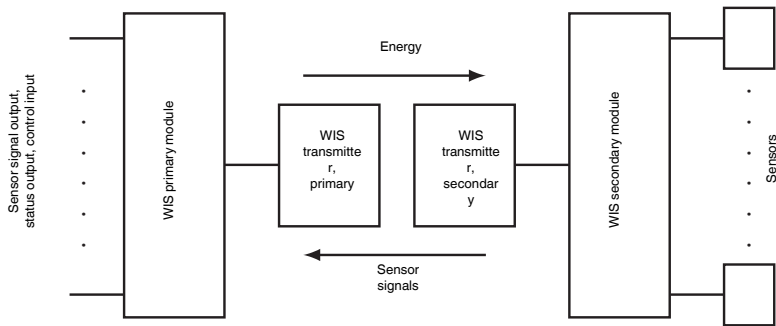 Sensor signal output,
status output, control input
WIS primary module
Energy
WIS
transmitte
r,
primary
WIS
transmitte
r,
secondar
y
Sensor
signals
WIS secondary module
Sensors